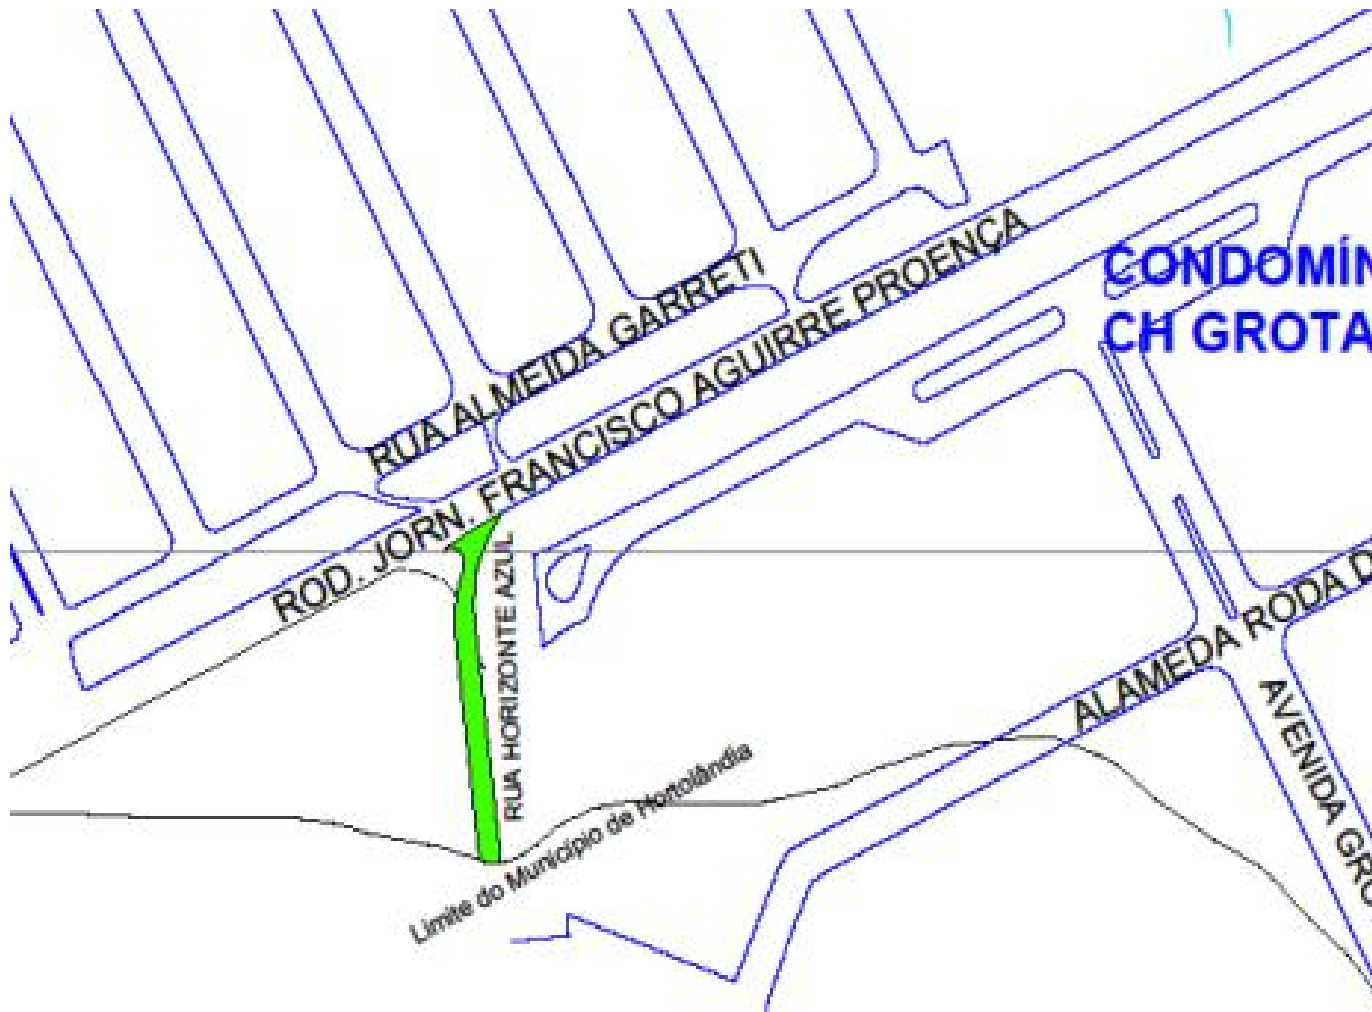 CONDOMÍN
CH GROTA
RUA ALMEIDA GARRETI
ROD. JORN. FRANCISCO AGUIRRE PROENÇA
RUA HORIZONTE AZUL
ALAMEDA RODA D
AVENIDA GRO
Limite do Município de Hortolândia